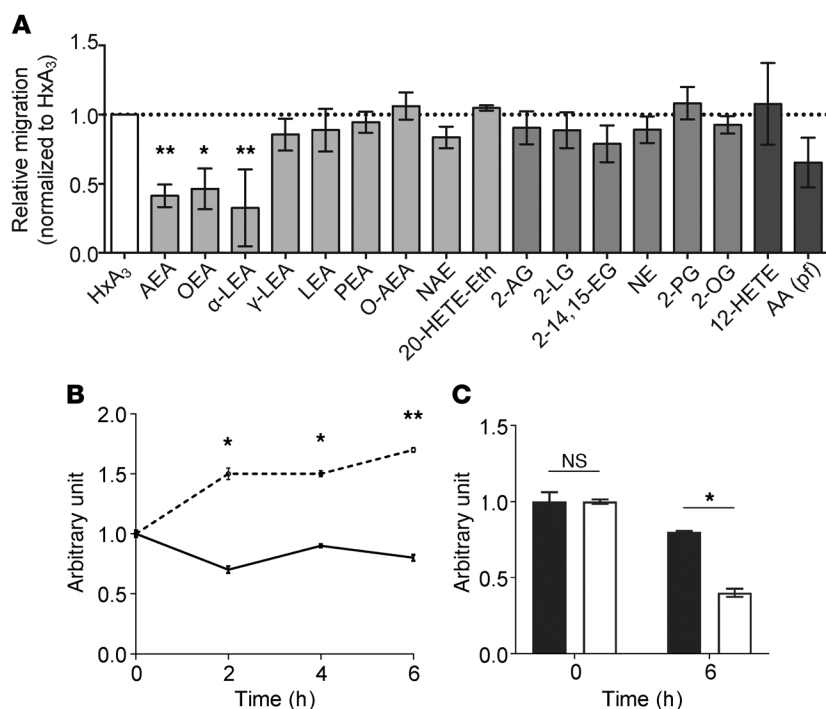 A
Relative migration
(normalized to HxA₃)
1.5
1.0
0.5
0.0
** * **
HxA₃ AEA OEA α-LEA γ-LEA LEA PEA O-AEA NAE 20-HETE-Eth 2-AG 2-LG 2-14,15-EG NE 2-PG 2-OG 12-HETE AA (pf)
B
Arbitrary unit
2.0
1.5
1.0
0.5
0.0
* * **
0 2 4 6
Time (h)
C
Arbitrary unit
1.5
1.0
0.5
0.0
NS *
0 6
Time (h)